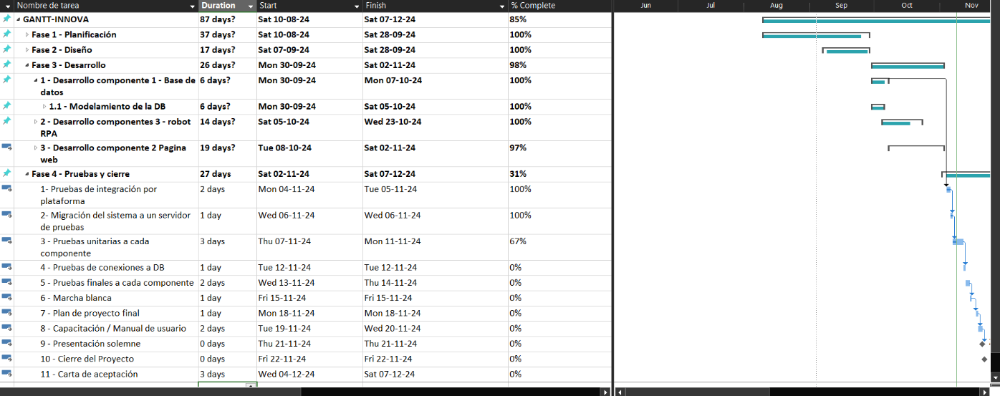 Nombre de tarea Duration Start Finish % Complete Jun Jul Aug Sep Oct Nov
GANTT-INNOVA 87 days? Sat 10-08-24 Sat 07-12-24 85%
Fase 1 - Planificación 37 days? Sat 10-08-24 Sat 28-09-24 100%
Fase 2 - Diseño 17 days? Sat 07-09-24 Sat 28-09-24 100%
Fase 3 - Desarrollo 26 days? Mon 30-09-24 Sat 02-11-24 98%
1 - Desarrollo componente 1 - Base de 6 days? Mon 30-09-24 Mon 07-10-24 100%
datos
1.1 - Modelamiento de la DB 6 days? Mon 30-09-24 Sat 05-10-24 100%
2 - Desarrollo componentes 3 - robot 14 days? Sat 05-10-24 Wed 23-10-24 100%
RPA
3 - Desarrollo componente 2 Pagina 19 days? Tue 08-10-24 Sat 02-11-24 97%
web
Fase 4 - Pruebas y cierre 27 days Sat 02-11-24 Sat 07-12-24 31%
1- Pruebas de integración por 2 days Mon 04-11-24 Tue 05-11-24 100%
plataforma
2- Migración del sistema a un servidor 1 day Wed 06-11-24 Wed 06-11-24 100%
de pruebas
3 - Pruebas unitarias a cada 3 days Thu 07-11-24 Mon 11-11-24 67%
componente
4 - Pruebas de conexiones a DB 1 day Tue 12-11-24 Tue 12-11-24 0%
5 - Pruebas finales a cada componente 2 days Wed 13-11-24 Thu 14-11-24 0%
6 - Marcha blanca 1 day Fri 15-11-24 Fri 15-11-24 0%
7 - Plan de proyecto final 1 day Mon 18-11-24 Mon 18-11-24 0%
8 - Capacitación / Manual de usuario 2 days Tue 19-11-24 Wed 20-11-24 0%
9 - Presentación solemne 0 days Thu 21-11-24 Thu 21-11-24 0%
10 - Cierre del Proyecto 0 days Fri 22-11-24 Fri 22-11-24 0%
11 - Carta de aceptación 3 days Wed 04-12-24 Sat 07-12-24 0%